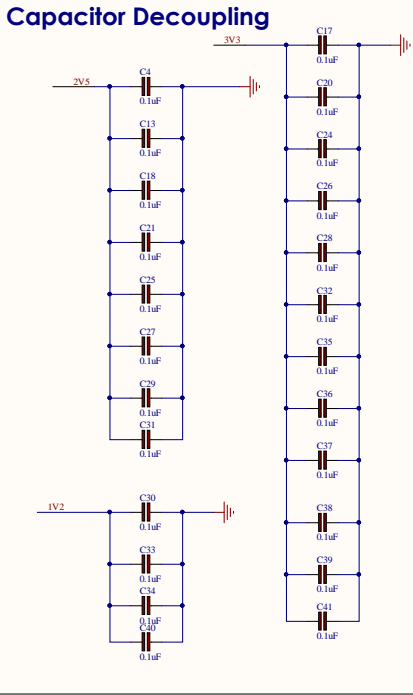 Capacitor Decoupling
2V5
C4
0.1uF
C13
0.1uF
C18
0.1uF
C21
0.1uF
C25
0.1uF
C27
0.1uF
C29
0.1uF
C31
0.1uF
1V2
C30
0.1uF
C33
0.1uF
C34
0.1uF
C40
0.1uF
3V3
C17
0.1uF
C20
0.1uF
C24
0.1uF
C26
0.1uF
C28
0.1uF
C32
0.1uF
C35
0.1uF
C36
0.1uF
C37
0.1uF
C38
0.1uF
C39
0.1uF
C41
0.1uF